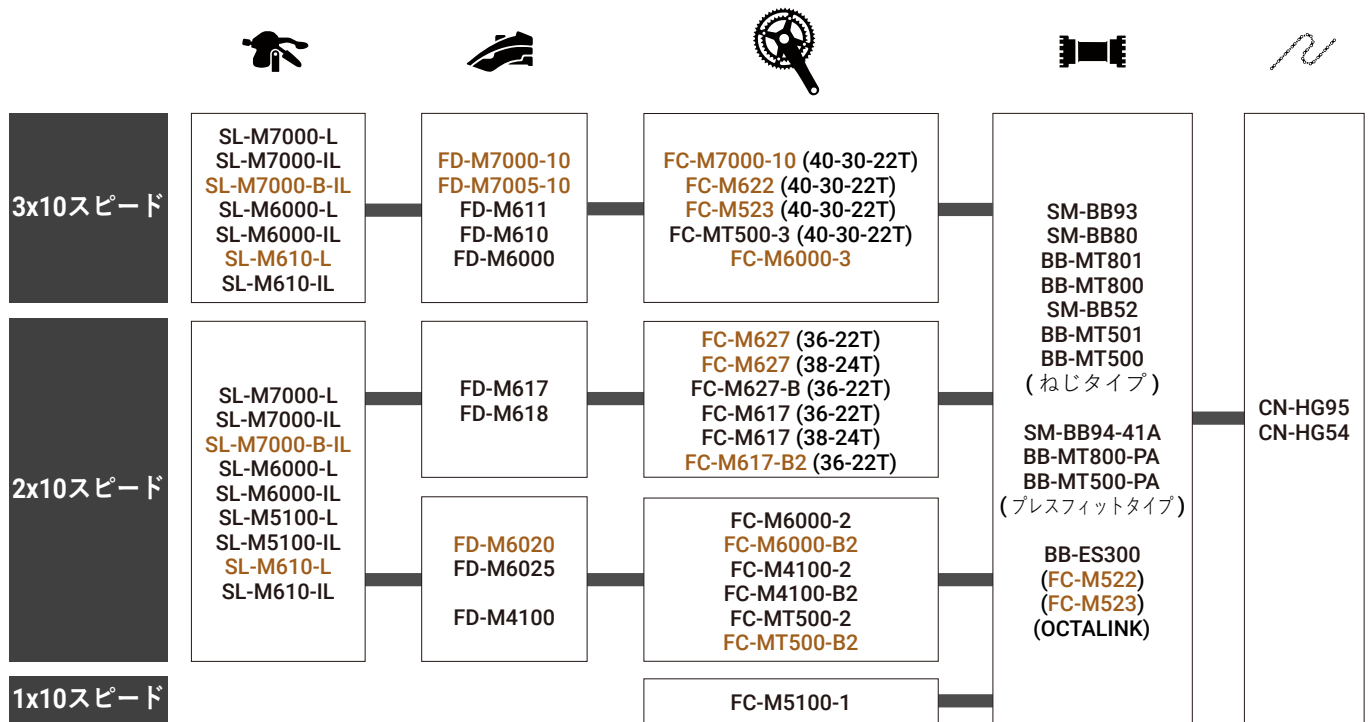 3x10スピード
SL-M7000-L
SL-M7000-IL
SL-M7000-B-IL
SL-M6000-L
SL-M6000-IL
SL-M610-L
SL-M610-IL
FD-M7000-10
FD-M7005-10
FD-M611
FD-M610
FD-M6000
FC-M7000-10 (40-30-22T)
FC-M622 (40-30-22T)
FC-M523 (40-30-22T)
FC-MT500-3 (40-30-22T)
FC-M6000-3
2x10スピード
SL-M7000-L
SL-M7000-IL
SL-M7000-B-IL
SL-M6000-L
SL-M6000-IL
SL-M5100-L
SL-M5100-IL
SL-M610-L
SL-M610-IL
FD-M617
FD-M618
FC-M627 (36-22T)
FC-M627 (38-24T)
FC-M627-B (36-22T)
FC-M617 (36-22T)
FC-M617 (38-24T)
FC-M617-B2 (36-22T)
FD-M6020
FD-M6025
FD-M4100
FC-M6000-2
FC-M6000-B2
FC-M4100-2
FC-M4100-B2
FC-MT500-2
FC-MT500-B2
1x10スピード
FC-M5100-1
SM-BB93
SM-BB80
BB-MT801
BB-MT800
SM-BB52
BB-MT501
BB-MT500
(ねじタイプ)
SM-BB94-41A
BB-MT800-PA
BB-MT500-PA
(プレスフィットタイプ)
BB-ES300
(FC-M522)
(FC-M523)
(OCTALINK)
CN-HG95
CN-HG54